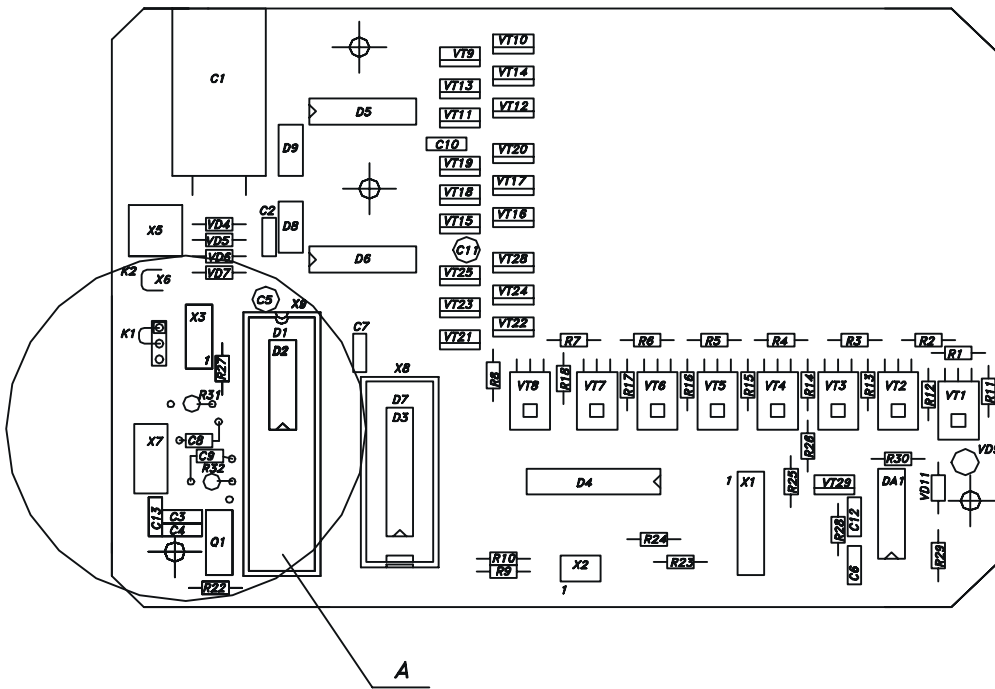 VT10
VT9
C1
VT14
VT13
VT12
D5
VT11
D9
C10
VT20
VT19
VT17
VT18
C2
VT16
VT15
X5
VD4
D8
VD5
C11
VD6
D6
VT28
K2
X6
VD7
VT25
VT24
C5
X9
VT23
X3
VT22
K1
D1
C7
VT21
R7
R6
R5
R4
R3
R2
D2
R1
1
R27
X8
R8
R18
VT8
VT7
R17
VT6
R16
VT5
R15
VT4
R14
VT3
R13
VT2
R12
VT1
R11
R31
D7
D3
X7
C8
R26
C9
R30
R32
1
X1
R25
VT29
DA1
VD11
D4
C13
C3
C12
C4
R28
Q1
R24
R29
R10
R23
X2
R9
C6
R22
1
A